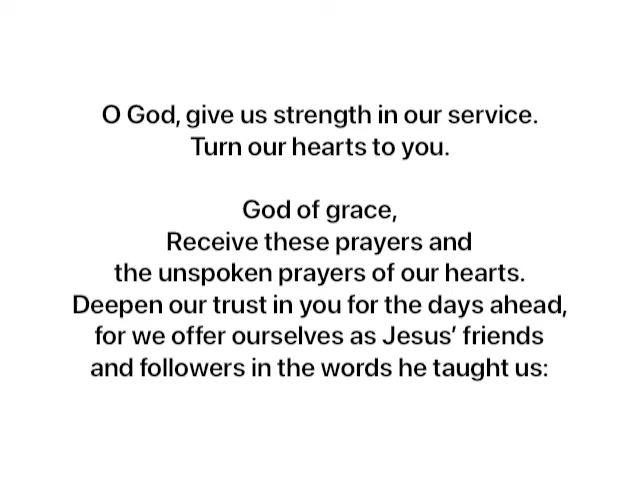 O God, give us strength in our service.
Turn our hearts to you.
God of grace,
Receive these prayers and
the unspoken prayers of our hearts.
Deepen our trust in you for the days ahead,
for we offer ourselves as Jesus’ friends
and followers in the words he taught us: